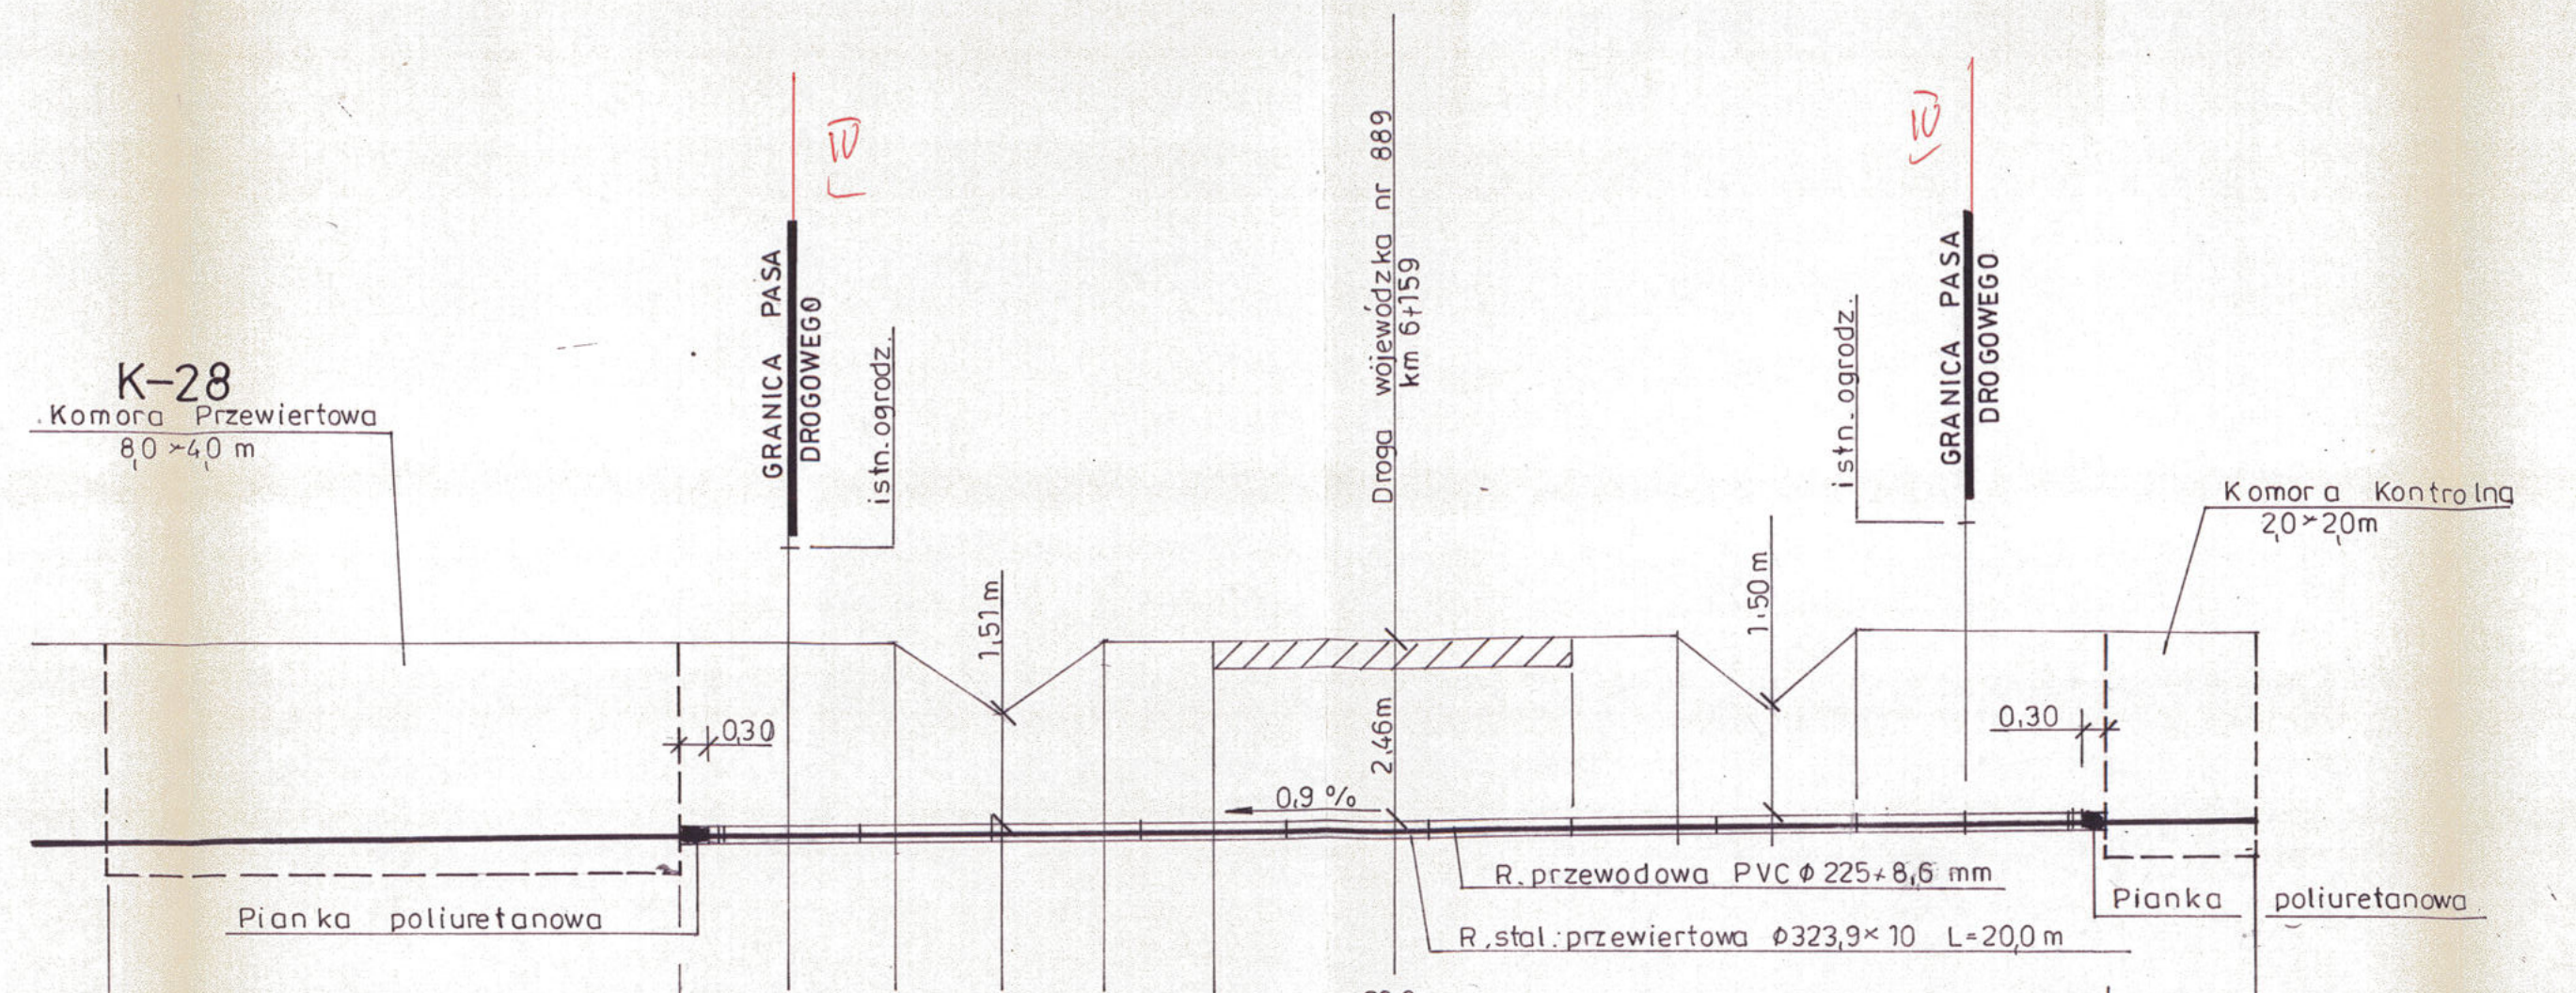 K-28
Komora Przewiertowa
8,0 × 4,0 m
GRANICA PASA
DROGOWEGO
istn. ogrodz.
Droga wojewódzka nr 889
km 6+159
istn. ogrodz.
GRANICA PASA
DROGOWEGO
Komora Kontrolna
2,0 × 2,0 m
1,51 m
1,50 m
0,30
2,46 m
0,30
0,9 %
R. przewodowa PVC ϕ 225 × 8,6 mm
Pianka poliuretanowa
Pianka poliuretanowa
R. stal. przewiertowa ϕ 323,9 × 10 L=20,0 m